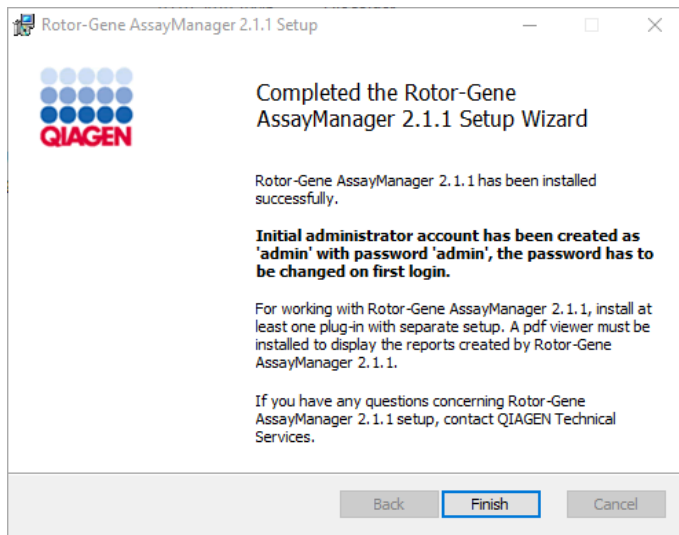 Rotor-Gene AssayManager 2.1.1 Setup
QIAGEN
Completed the Rotor-Gene
AssayManager 2.1.1 Setup Wizard
Rotor-Gene AssayManager 2.1.1 has been installed
successfully.
Initial administrator account has been created as
'admin' with password 'admin', the password has to
be changed on first login.
For working with Rotor-Gene AssayManager 2.1.1, install at
least one plug-in with separate setup. A pdf viewer must be
installed to display the reports created by Rotor-Gene
AssayManager 2.1.1.
If you have any questions concerning Rotor-Gene
AssayManager 2.1.1 setup, contact QIAGEN Technical
Services.
Back
Finish
Cancel